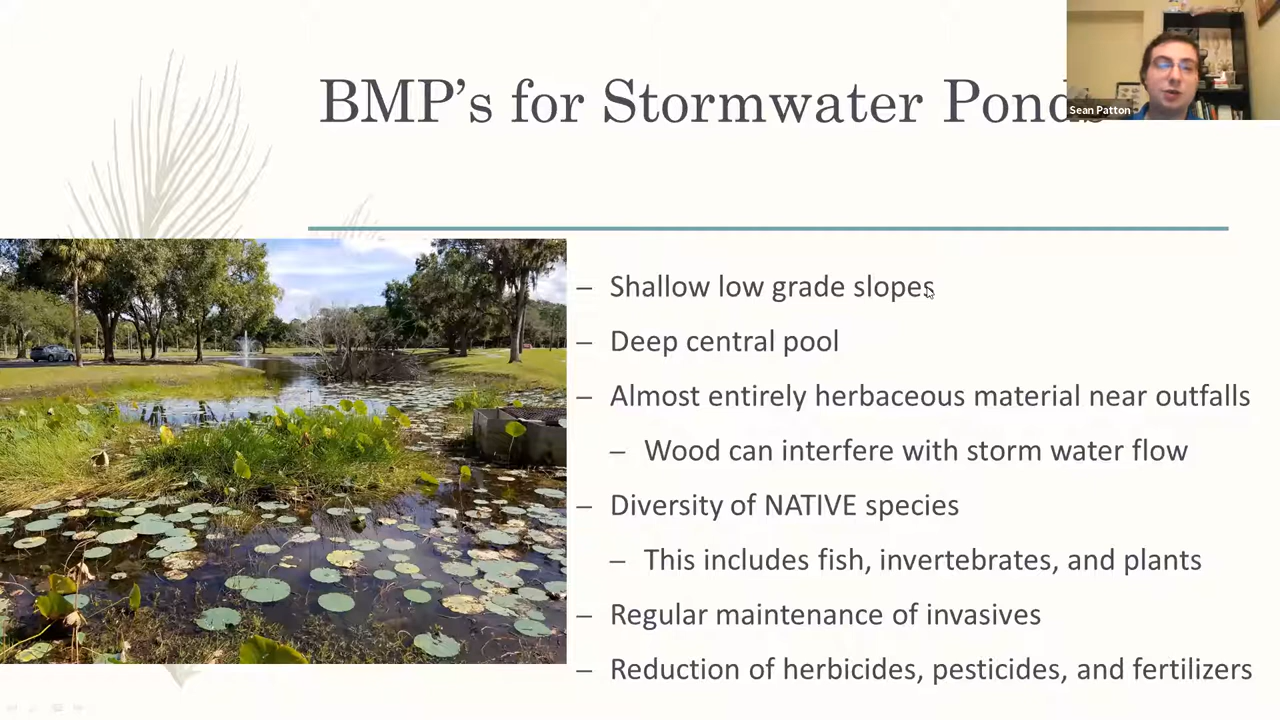 BMP's for Stormwater Ponds
Sean Patton
– Shallow low grade slopes
– Deep central pool
– Almost entirely herbaceous material near outfalls
– Wood can interfere with storm water flow
– Diversity of NATIVE species
– This includes fish, invertebrates, and plants
– Regular maintenance of invasives
– Reduction of herbicides, pesticides, and fertilizers